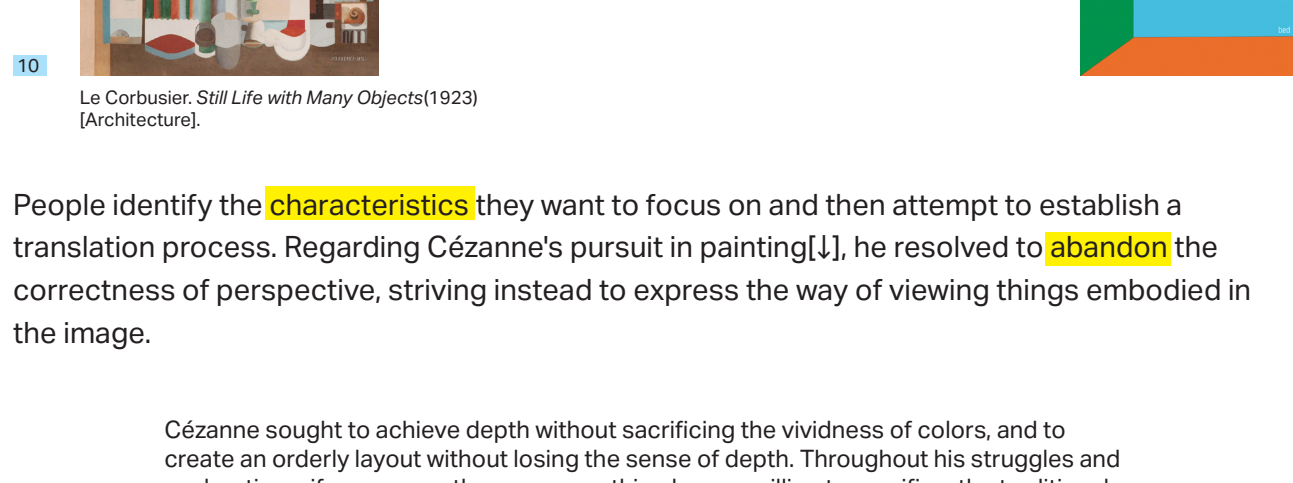 bed
10
Le Corbusier. Still Life with Many Objects(1923)
[Architecture].
People identify the characteristics they want to focus on and then attempt to establish a
translation process. Regarding Cézanne's pursuit in painting[↓], he resolved to abandon the
correctness of perspective, striving instead to express the way of viewing things embodied in
the image.
Cézanne sought to achieve depth without sacrificing the vividness of colors, and to
create an orderly layout without losing the sense of depth. Throughout his struggles and